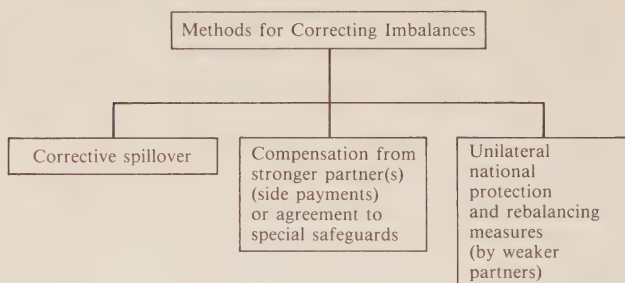 Methods for Correcting Imbalances
Corrective spillover
Compensation from
stronger partner(s)
(side payments)
or agreement to
special safeguards
Unilateral
national
protection
and rebalancing
measures
(by weaker
partners)